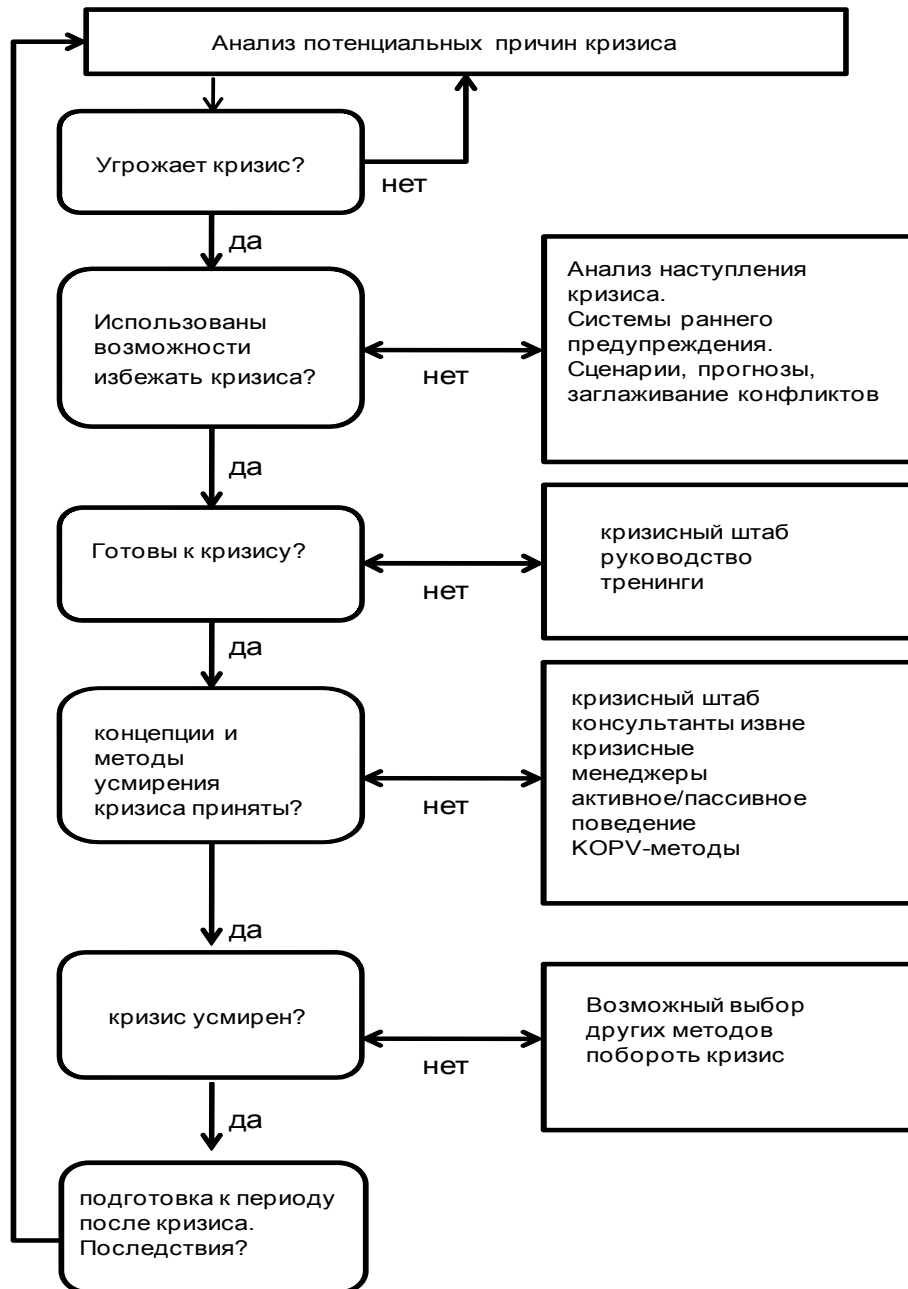 Анализ потенциальных причин кризиса
Угрожает кризис?
нет
да
Использованы
возможности
избежать кризиса?
нет
Анализ наступления
кризиса.
Системы раннего
предупреждения.
Сценарии, прогнозы,
заглаживание конфликтов
да
Готовы к кризису?
нет
кризисный штаб
руководство
тренинги
да
концепции и
методы
усмирения
кризиса приняты?
нет
кризисный штаб
консультанты извне
кризисные
менеджеры
активное/пассивное
поведение
KOPV-методы
да
кризис усмирен?
нет
Возможный выбор
других методов
побороть кризис
да
подготовка к периоду
после кризиса.
Последствия?